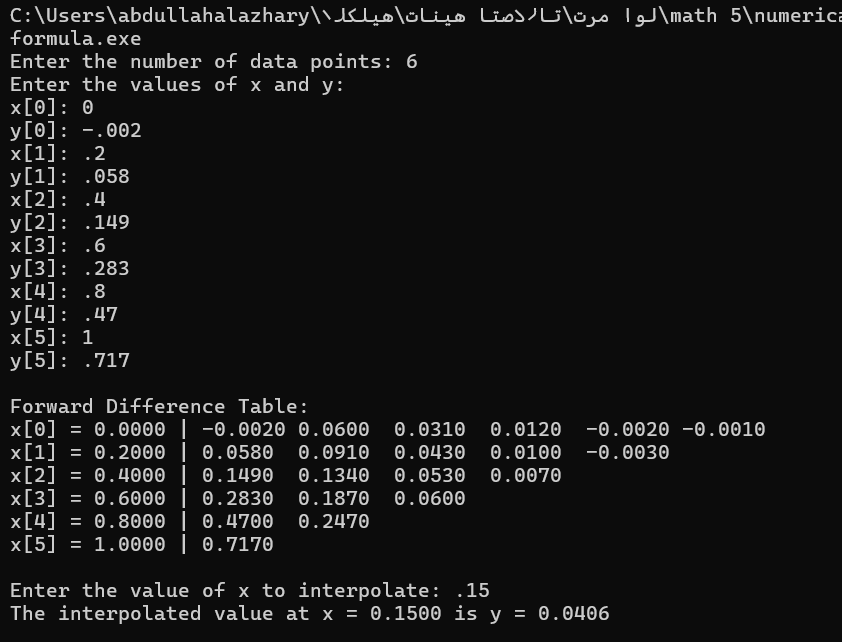 C:\Users\abdullahalazhary\الكليه\تانيه اتصالات\ترم اول\math 5\numerica
formula.exe
Enter the number of data points: 6
Enter the values of x and y:
x[0]: 0
y[0]: -.002
x[1]: .2
y[1]: .058
x[2]: .4
y[2]: .149
x[3]: .6
y[3]: .283
x[4]: .8
y[4]: .47
x[5]: 1
y[5]: .717
Forward Difference Table:
x[0] = 0.0000 | -0.0020 0.0600  0.0310  0.0120  -0.0020 -0.0010
x[1] = 0.2000 | 0.0580  0.0910  0.0430  0.0100  -0.0030
x[2] = 0.4000 | 0.1490  0.1340  0.0530  0.0070
x[3] = 0.6000 | 0.2830  0.1870  0.0600
x[4] = 0.8000 | 0.4700  0.2470
x[5] = 1.0000 | 0.7170
Enter the value of x to interpolate: .15
The interpolated value at x = 0.1500 is y = 0.0406